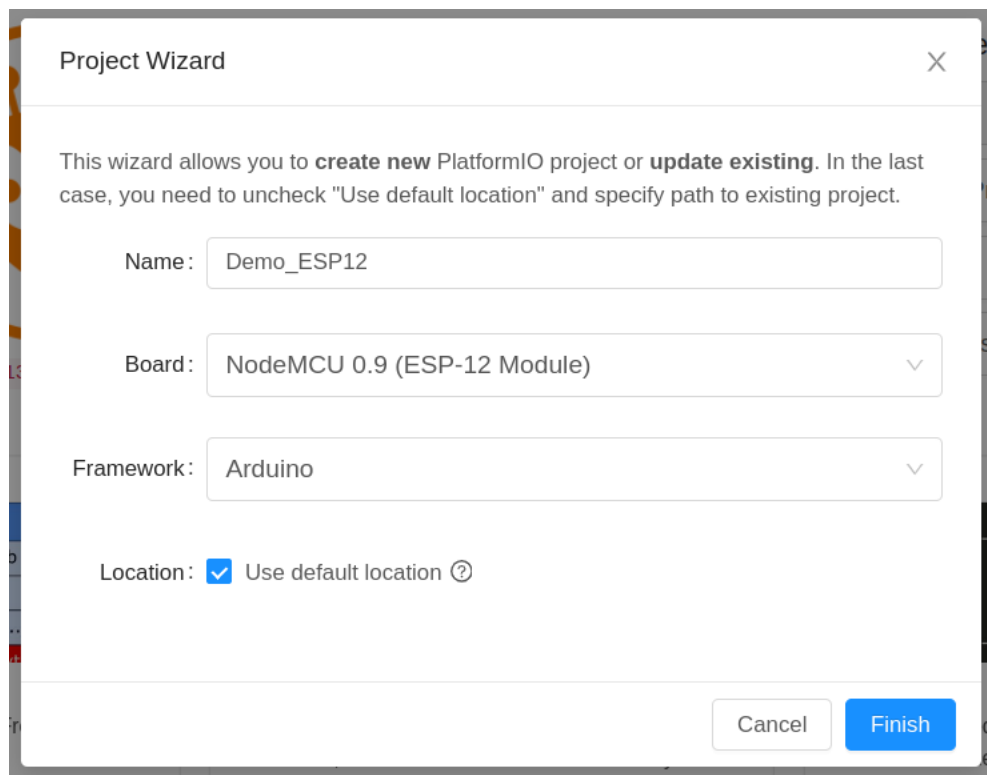 Project Wizard
This wizard allows you to create new PlatformIO project or update existing. In the last
case, you need to uncheck "Use default location" and specify path to existing project.
Name:
Demo_ESP12
Board:
NodeMCU 0.9 (ESP-12 Module)
Framework:
Arduino
Location:
Use default location
Cancel
Finish